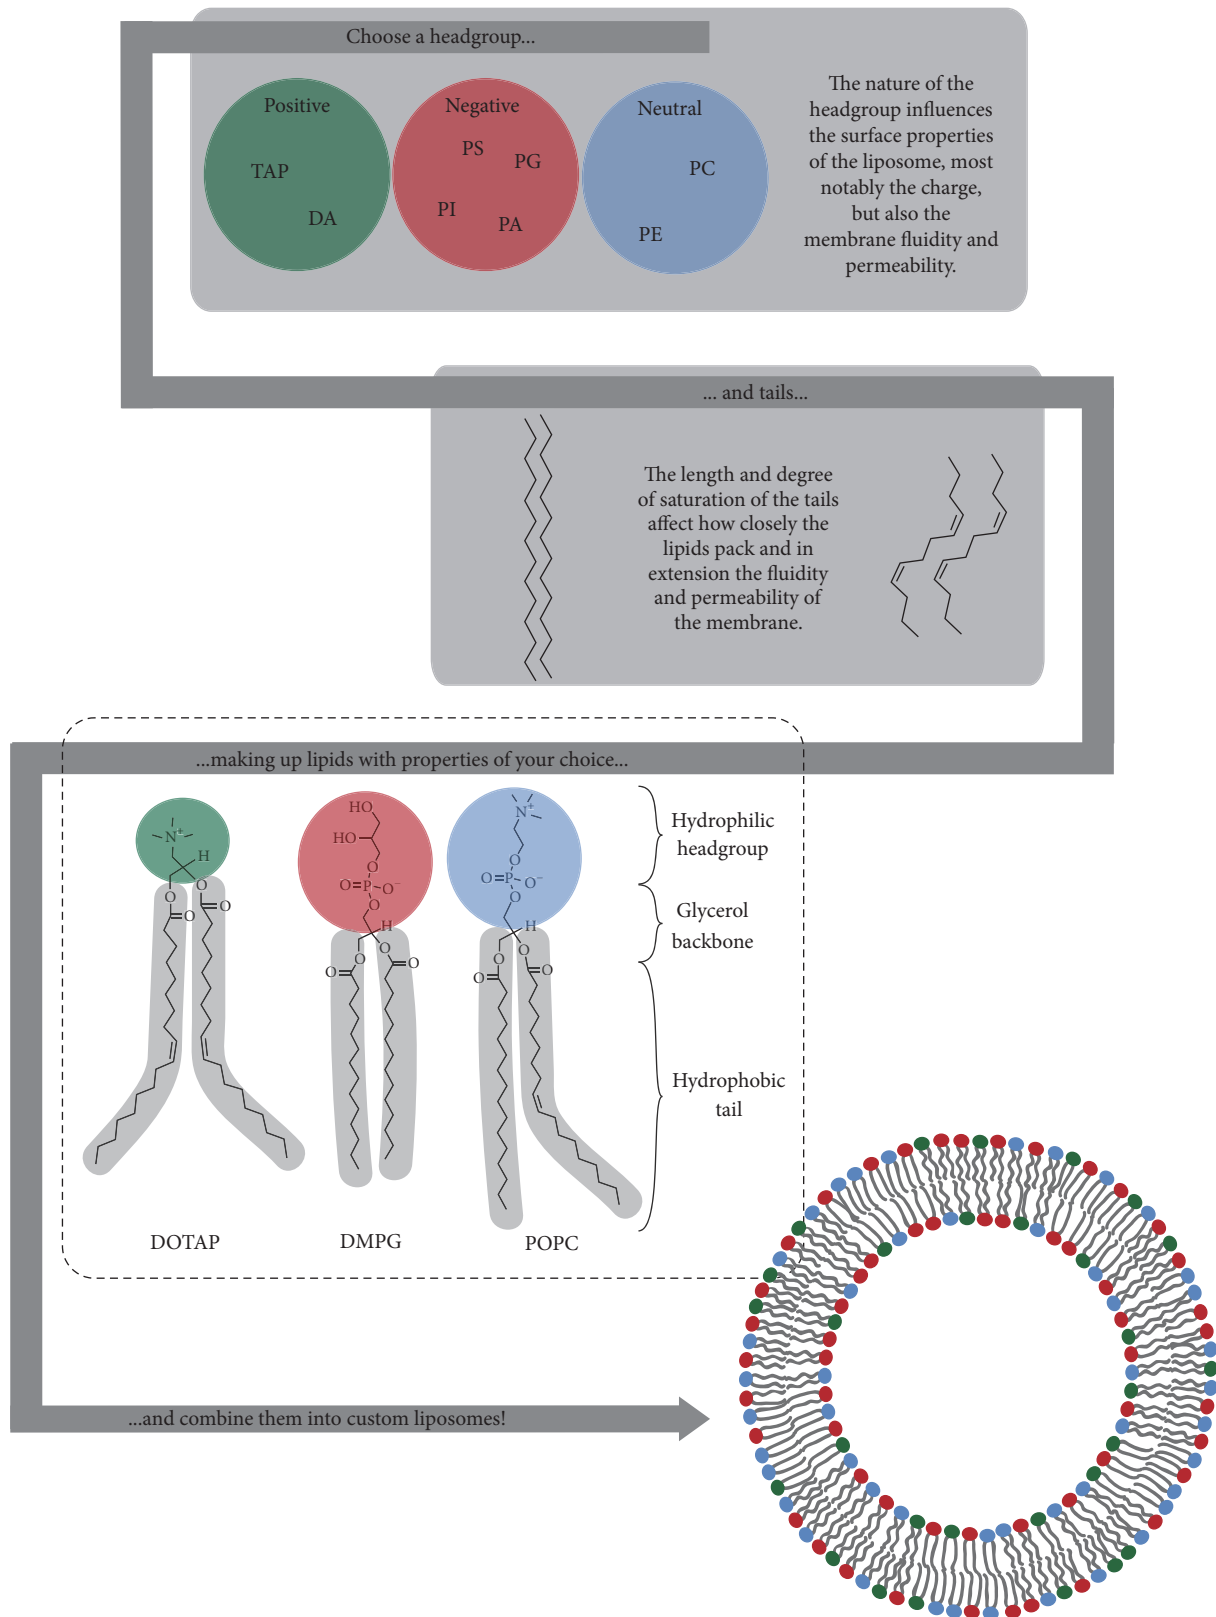 Choose a headgroup...
Positive
TAP
DA
Negative
PS
PG
PI
PA
Neutral
PC
PE
The nature of the
headgroup influences
the surface properties
of the liposome, most
notably the charge,
but also the
membrane fluidity and
permeability.
... and tails...
The length and degree
of saturation of the tails
affect how closely the
lipids pack and in
extension the fluidity
and permeability of
the membrane.
...making up lipids with properties of your choice...
N+
H
O
O
O
O
HO
HO
O
O
P
O−
O
H
O
O
O
O
N+
O
O
P
O−
O
H
O
O
O
O
Hydrophilic
headgroup
Glycerol
backbone
Hydrophobic
tail
DOTAP
DMPG
POPC
...and combine them into custom liposomes!